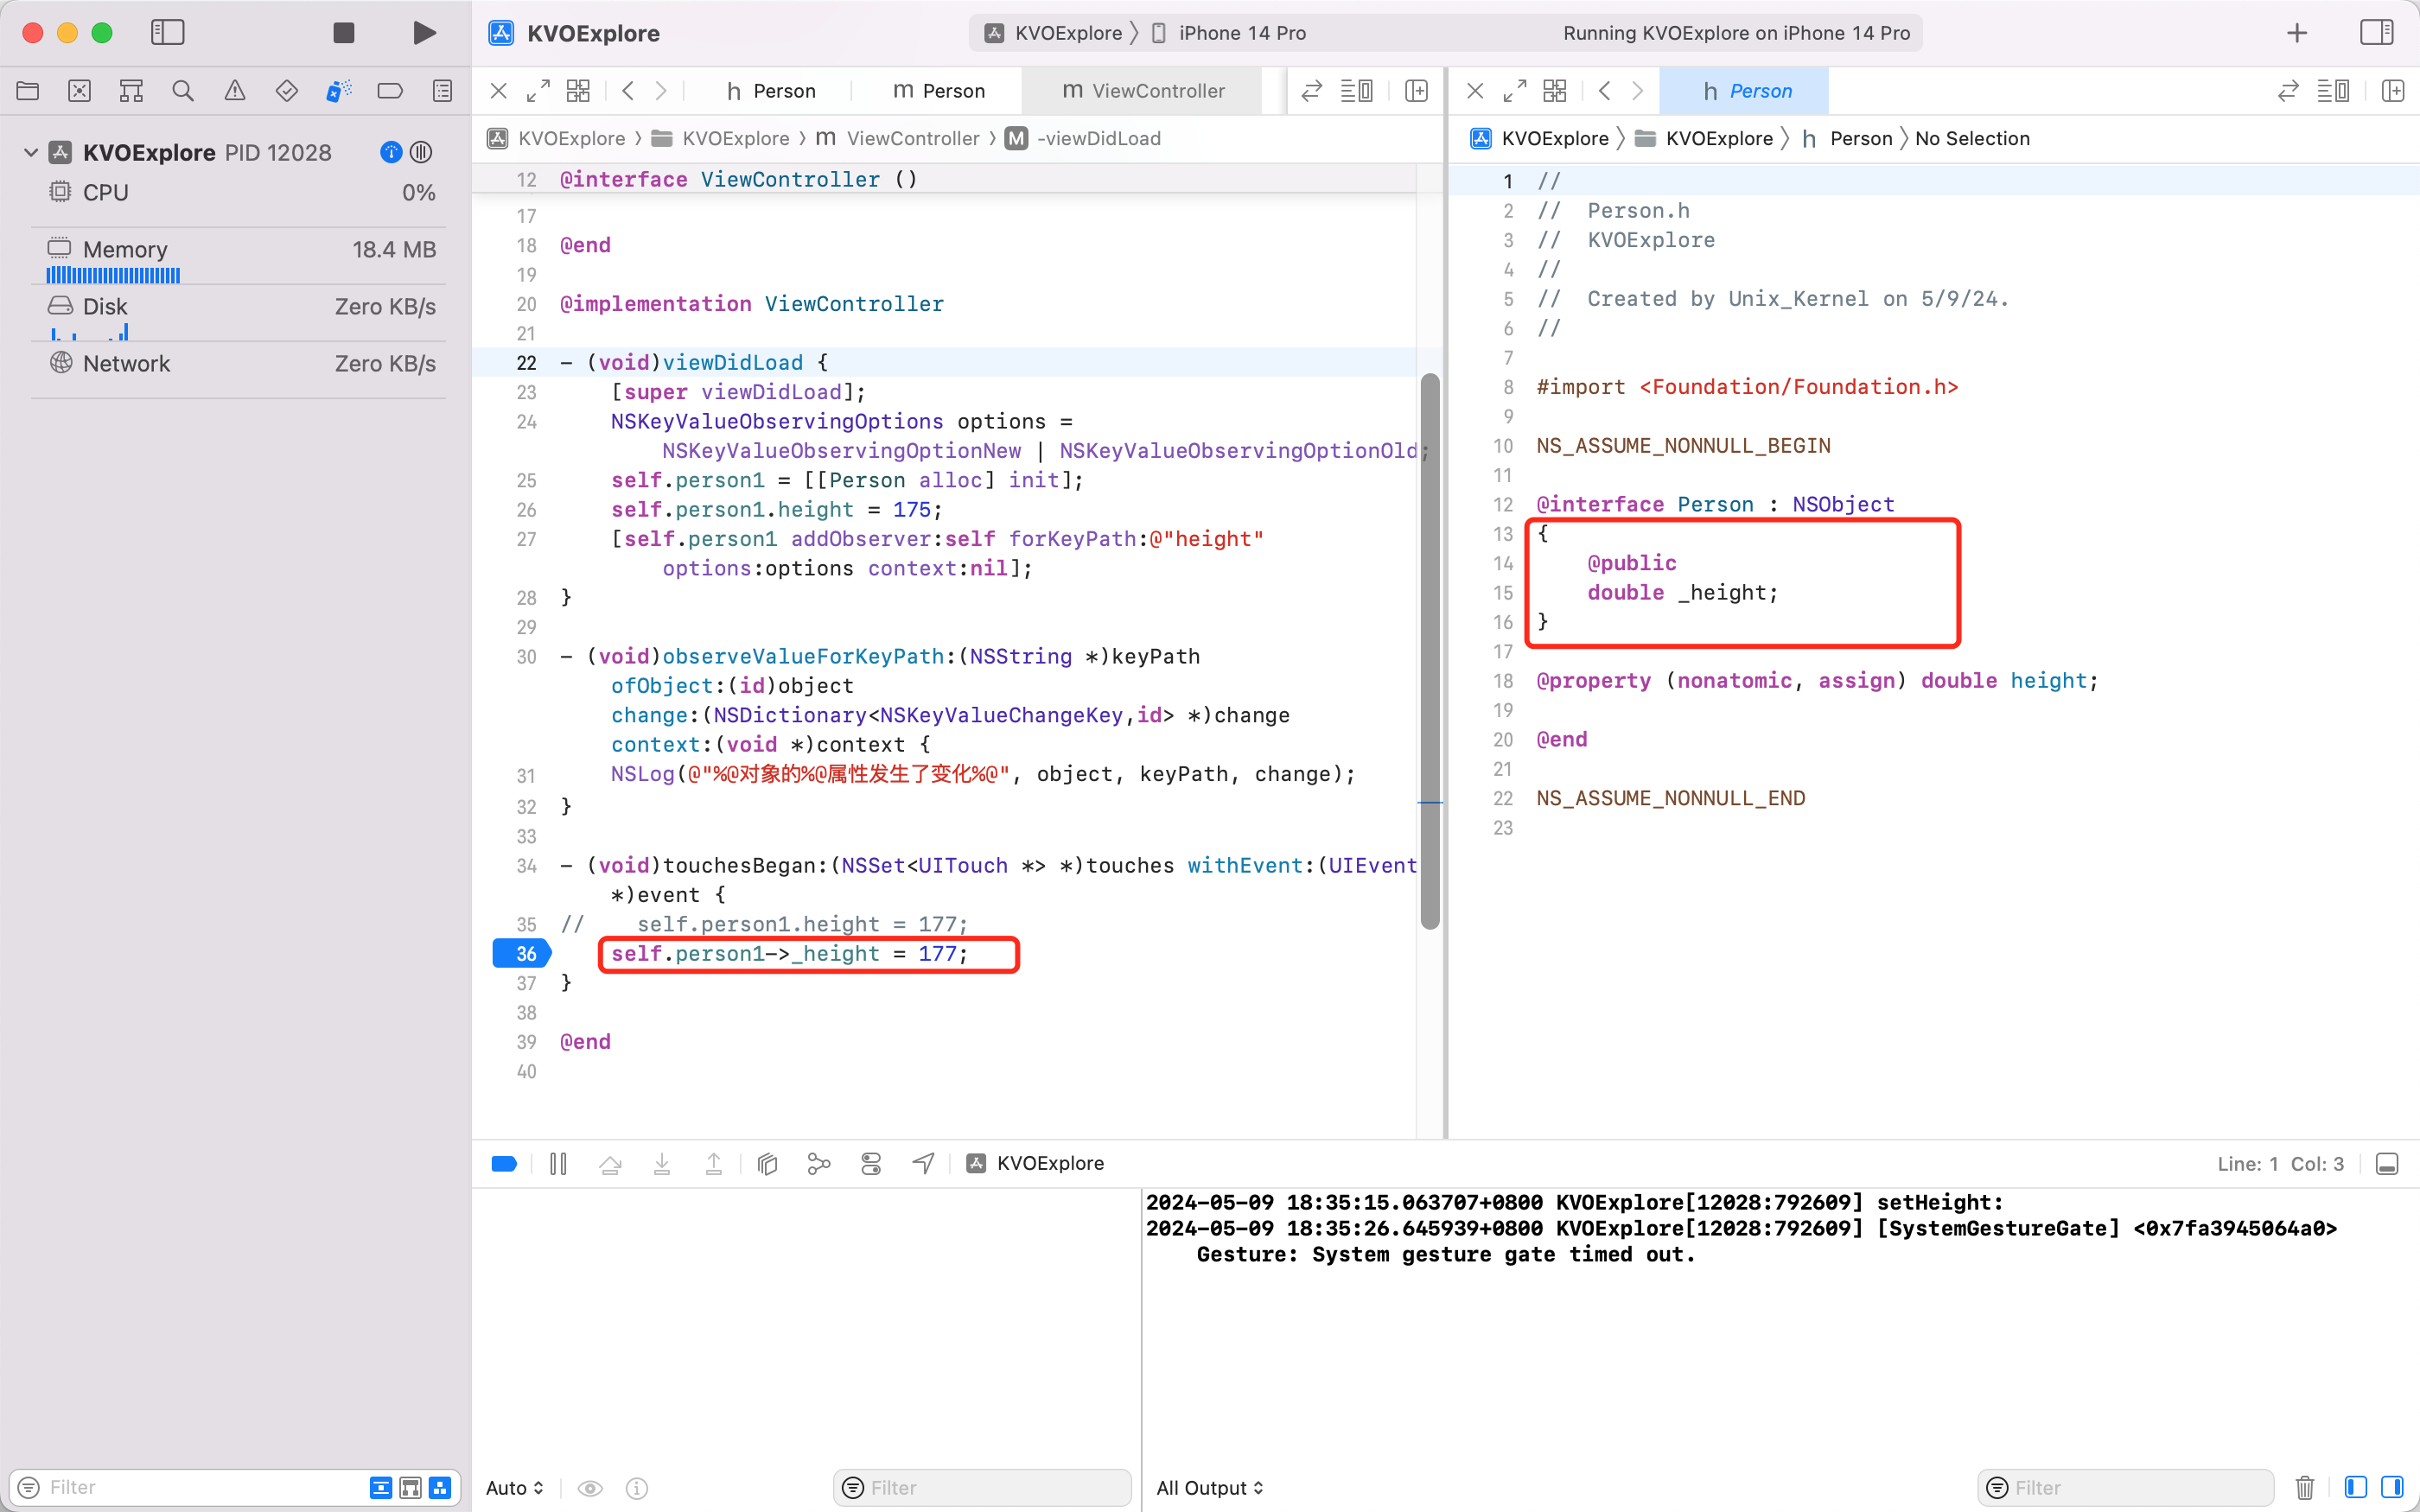 KVOExplore
KVOExplore 〉 iPhone 14 Pro
Running KVOExplore on iPhone 14 Pro
h Person
m Person
m ViewController
h Person
KVOExplore PID 12028
CPU 0%
Memory 18.4 MB
Disk Zero KB/s
Network Zero KB/s
KVOExplore 〉 KVOExplore 〉 m ViewController 〉 M -viewDidLoad
12 @interface ViewController ()
17
18 @end
19
20 @implementation ViewController
21
22 - (void)viewDidLoad {
23 [super viewDidLoad];
24 NSKeyValueObservingOptions options =
NSKeyValueObservingOptionNew | NSKeyValueObservingOptionOld;
25 self.person1 = [[Person alloc] init];
26 self.person1.height = 175;
27 [self.person1 addObserver:self forKeyPath:@"height"
options:options context:nil];
28 }
29
30 - (void)observeValueForKeyPath:(NSString *)keyPath
ofObject:(id)object
change:(NSDictionary<NSKeyValueChangeKey,id> *)change
context:(void *)context {
31 NSLog(@"%@对象的%@属性发生了变化%@", object, keyPath, change);
32 }
33
34 - (void)touchesBegan:(NSSet<UITouch *> *)touches withEvent:(UIEvent
*)event {
35 // self.person1.height = 177;
36 self.person1->_height = 177;
37 }
38
39 @end
40
KVOExplore 〉 KVOExplore 〉 h Person 〉 No Selection
1 //
2 // Person.h
3 // KVOExplore
4 //
5 // Created by Unix_Kernel on 5/9/24.
6 //
7
8 #import <Foundation/Foundation.h>
9
10 NS_ASSUME_NONNULL_BEGIN
11
12 @interface Person : NSObject
13 {
14 @public
15 double _height;
16 }
17
18 @property (nonatomic, assign) double height;
19
20 @end
21
22 NS_ASSUME_NONNULL_END
23
KVOExplore
Line: 1 Col: 3
2024-05-09 18:35:15.063707+0800 KVOExplore[12028:792609] setHeight:
2024-05-09 18:35:26.645939+0800 KVOExplore[12028:792609] [SystemGestureGate] <0x7fa3945064a0>
Gesture: System gesture gate timed out.
Filter
Auto
Filter
All Output
Filter